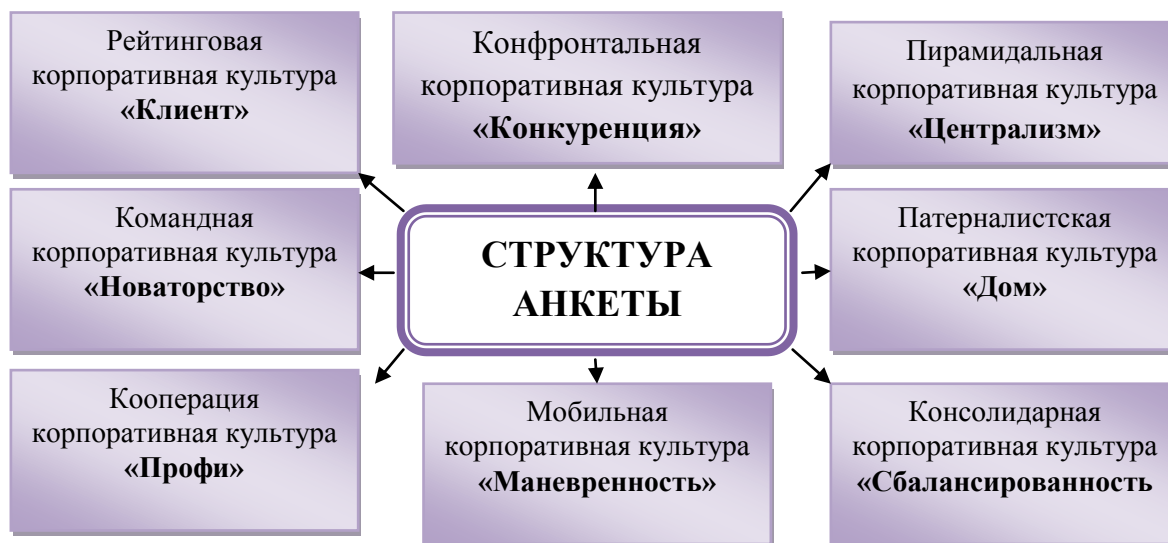 Рейтинговая
корпоративная культура
«Клиент»
Конфронтальная
корпоративная культура
«Конкуренция»
Пирамидальная
корпоративная культура
«Централизм»
Командная
корпоративная культура
«Новаторство»
СТРУКТУРА
АНКЕТЫ
Патерналистская
корпоративная культура
«Дом»
Кооперация
корпоративная культура
«Профи»
Мобильная
корпоративная культура
«Маневренность»
Консолидарная
корпоративная культура
«Сбалансированность